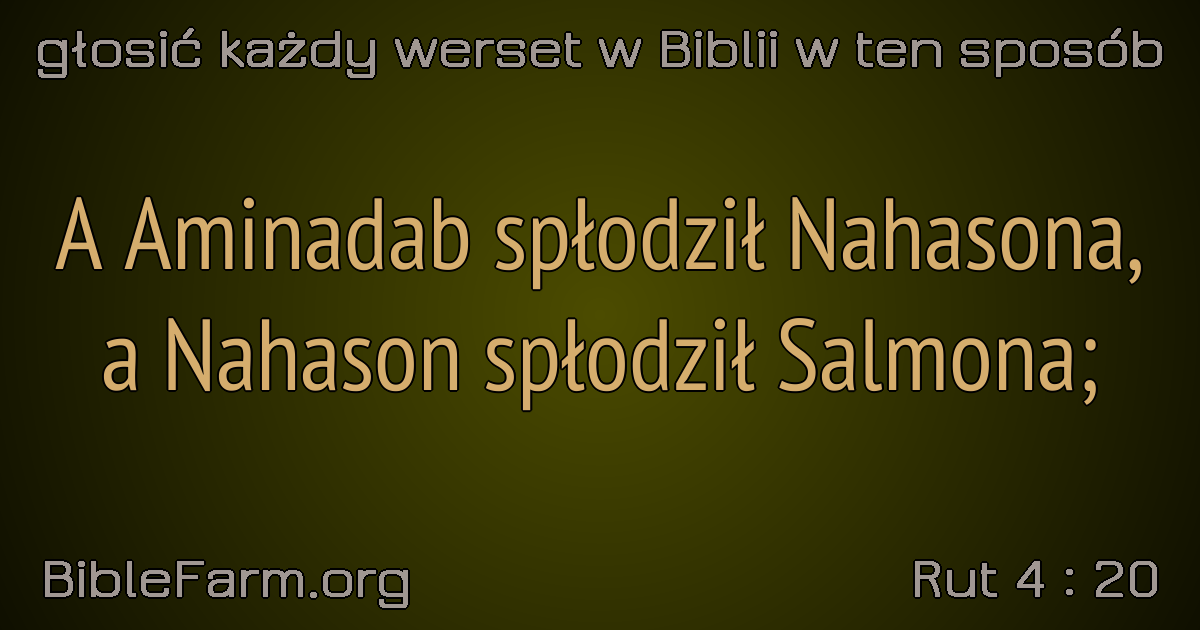 głosić każdy werset w Biblii w ten sposób
A Aminadab spłodził Nahasona,
a Nahason spłodził Salmona;
BibleFarm.org
Rut 4 : 20